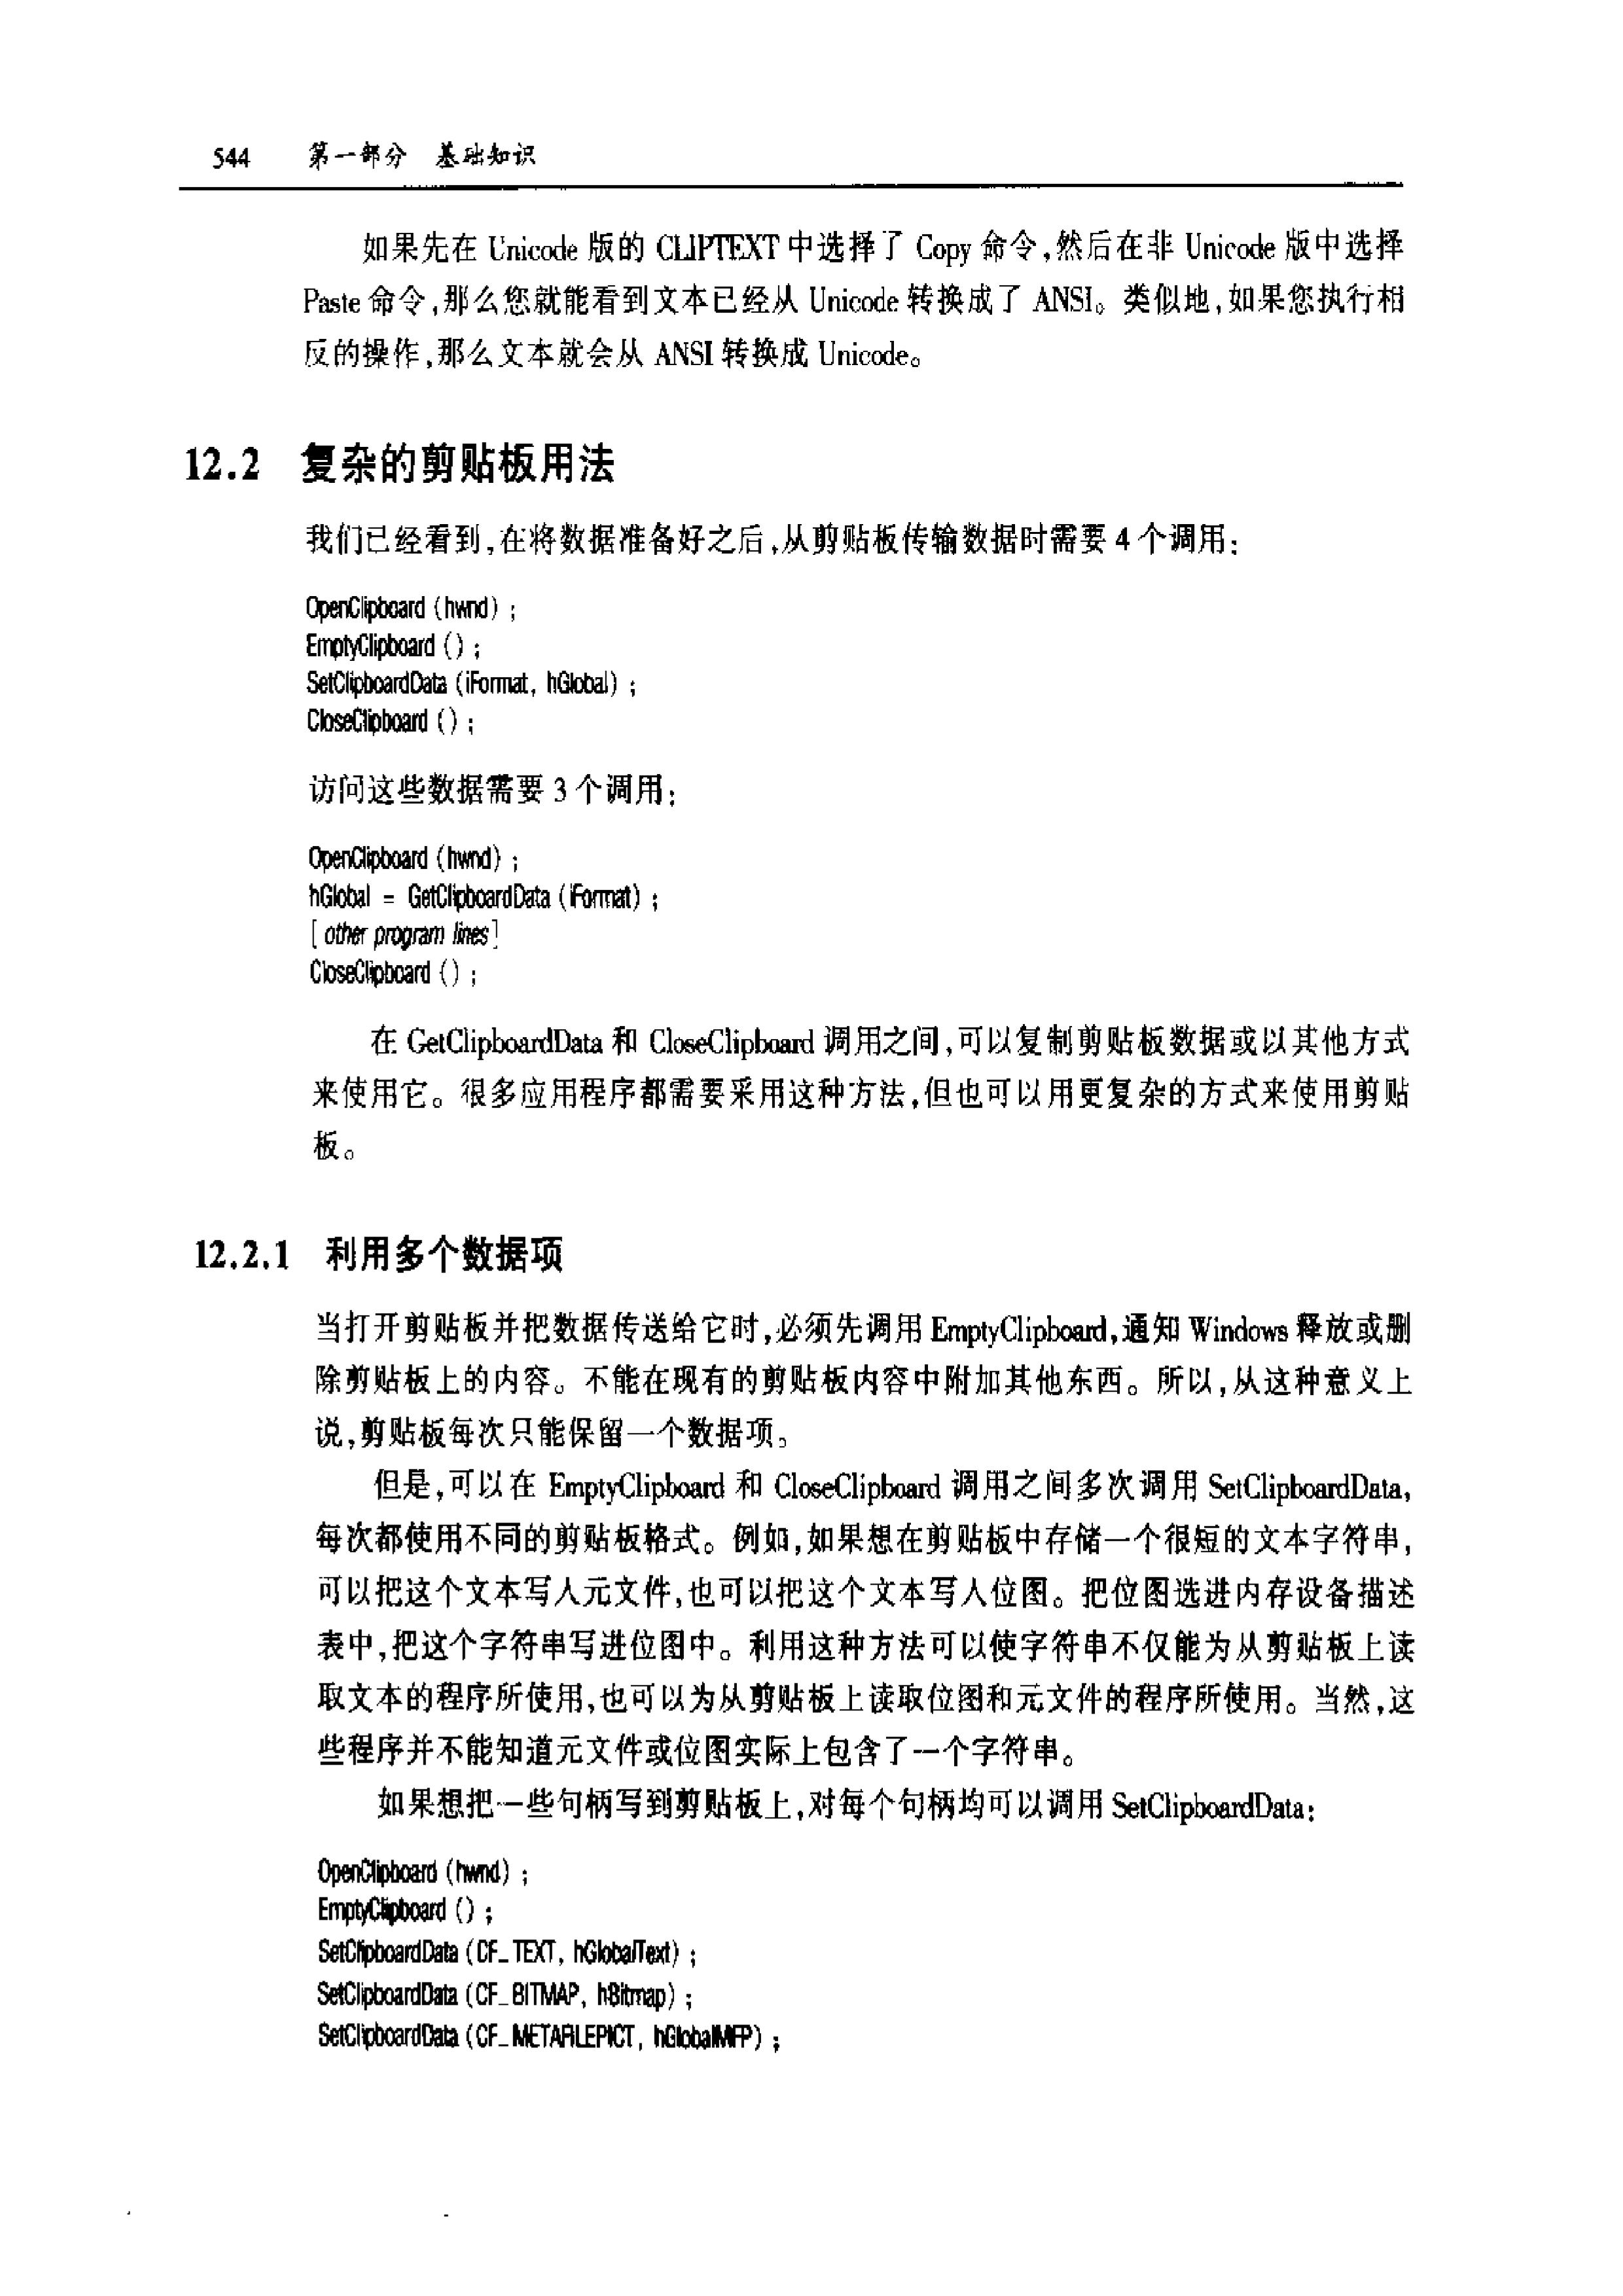 544 第一部分 基础知识
如果先在 Unicode 版的 CLIPTEXT 中选择了 Copy 命令,然后在非 Unicode 版中选择
Paste 命令,那么您就能看到文本已经从 Unicode 转换成了 ANSI。类似地,如果您执行相
反的操作,那么文本就会从 ANSI 转换成 Unicode。
12.2 复杂的剪贴板用法
我们已经看到,在将数据准备好之后,从剪贴板传输数据时需要 4 个调用:
OpenClipboard (hwnd) ;
EmptyClipboard () ;
SetClipboardData (iFormat, hGlobal) ;
CloseClipboard () ;
访问这些数据需要 3 个调用:
OpenClipboard (hwnd) ;
hGlobal = GetClipboardData (iFormat) ;
[ other program lines]
CloseClipboard () ;
在 GetClipboardData 和 CloseClipboard 调用之间,可以复制剪贴板数据或以其他方式
来使用它。很多应用程序都需要采用这种方法,但也可以用更复杂的方式来使用剪贴
板。
12.2.1 利用多个数据项
当打开剪贴板并把数据传送给它时,必须先调用 EmptyClipboard,通知 Windows 释放或删
除剪贴板上的内容。不能在现有的剪贴板内容中附加其他东西。所以,从这种意义上
说,剪贴板每次只能保留一个数据项。
但是,可以在 EmptyClipboard 和 CloseClipboard 调用之间多次调用 SetClipboardData,
每次都使用不同的剪贴板格式。例如,如果想在剪贴板中存储一个很短的文本字符串,
可以把这个文本写入元文件,也可以把这个文本写入位图。把位图选进内存设备描述
表中,把这个字符串写进位图中。利用这种方法可以使字符串不仅能为从剪贴板上读
取文本的程序所使用,也可以为从剪贴板上读取位图和元文件的程序所使用。当然,这
些程序并不能知道元文件或位图实际上包含了一个字符串。
如果想把一些句柄写到剪贴板上,对每个句柄均可以调用 SetClipboardData:
OpenClipboard (hwnd) ;
EmptyClipboard () ;
SetClipboardData (CF_TEXT, hGlobalText) ;
SetClipboardData (CF_BITMAP, hBitmap) ;
SetClipboardData (CF_METAFILEPICT, hGlobalMFP) ;